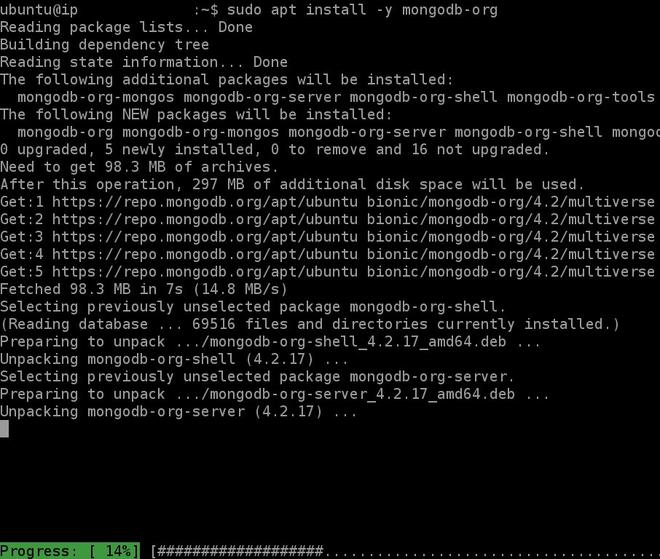 ubuntu@ip :~$ sudo apt install -y mongodb-org
Reading package lists... Done
Building dependency tree
Reading state information... Done
The following additional packages will be installed:
mongodb-org-mongos mongodb-org-server mongodb-org-shell mongodb-org-tools
The following NEW packages will be installed:
mongodb-org mongodb-org-mongos mongodb-org-server mongodb-org-shell mongoc
0 upgraded, 5 newly installed, 0 to remove and 16 not upgraded.
Need to get 98.3 MB of archives.
After this operation, 297 MB of additional disk space will be used.
Get:1 https://repo.mongodb.org/apt/ubuntu bionic/mongodb-org/4.2/multiverse
Get:2 https://repo.mongodb.org/apt/ubuntu bionic/mongodb-org/4.2/multiverse
Get:3 https://repo.mongodb.org/apt/ubuntu bionic/mongodb-org/4.2/multiverse
Get:4 https://repo.mongodb.org/apt/ubuntu bionic/mongodb-org/4.2/multiverse
Get:5 https://repo.mongodb.org/apt/ubuntu bionic/mongodb-org/4.2/multiverse
Fetched 98.3 MB in 7s (14.8 MB/s)
Selecting previously unselected package mongodb-org-shell.
(Reading database ... 69516 files and directories currently installed.)
Preparing to unpack .../mongodb-org-shell_4.2.17_amd64.deb ...
Unpacking mongodb-org-shell (4.2.17) ...
Selecting previously unselected package mongodb-org-server.
Preparing to unpack .../mongodb-org-server_4.2.17_amd64.deb ...
Unpacking mongodb-org-server (4.2.17) ...
Progress: [ 14%] [###################......................................